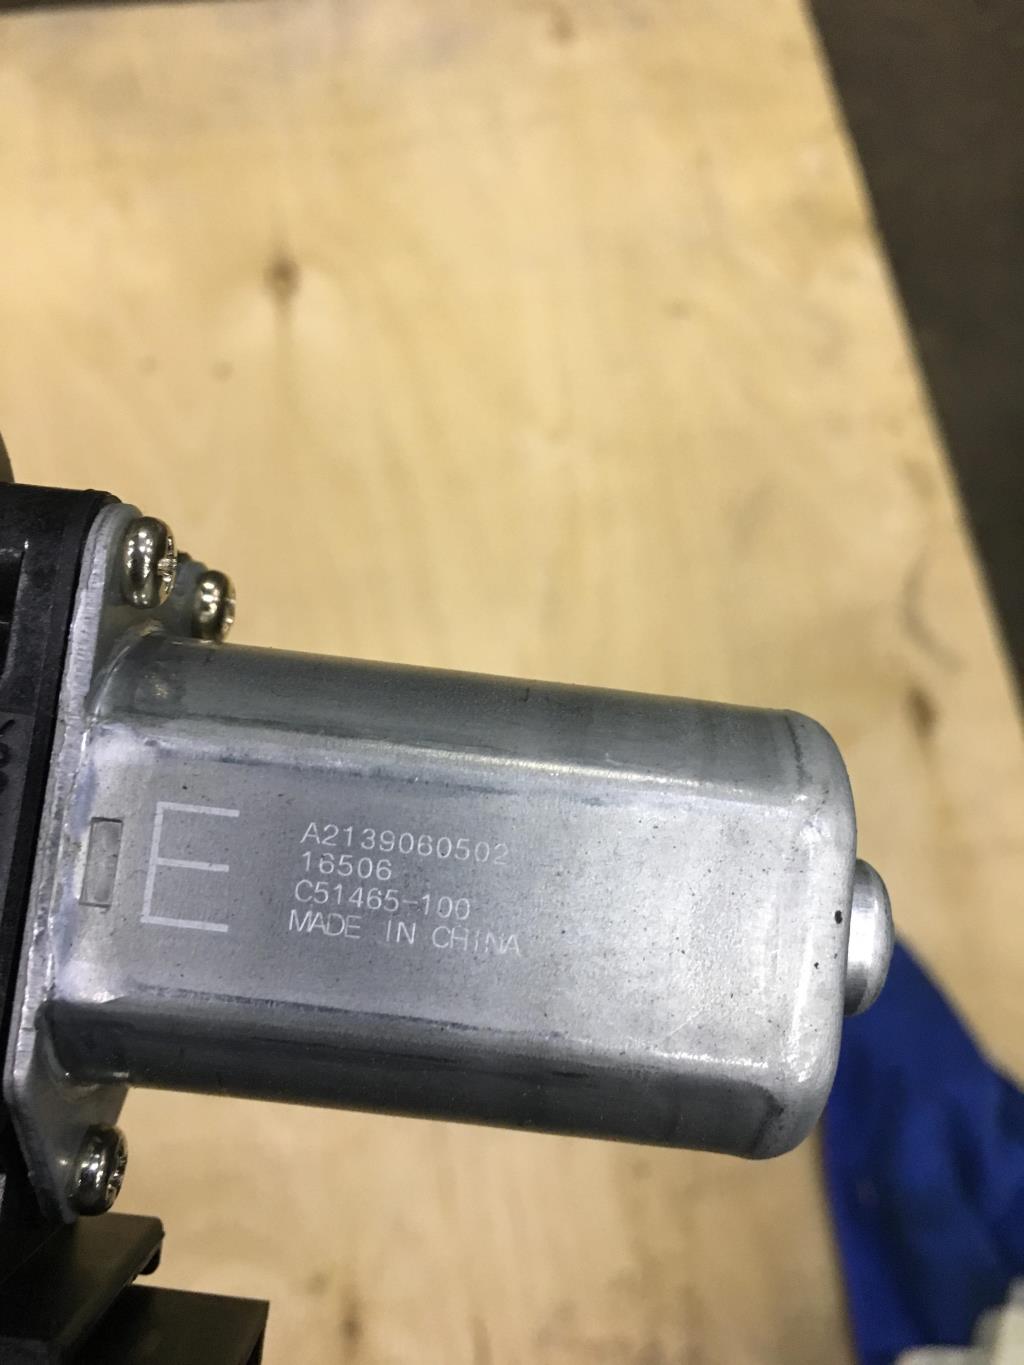 E
A2139060502
16506
C51465-100
MADE IN CHINA